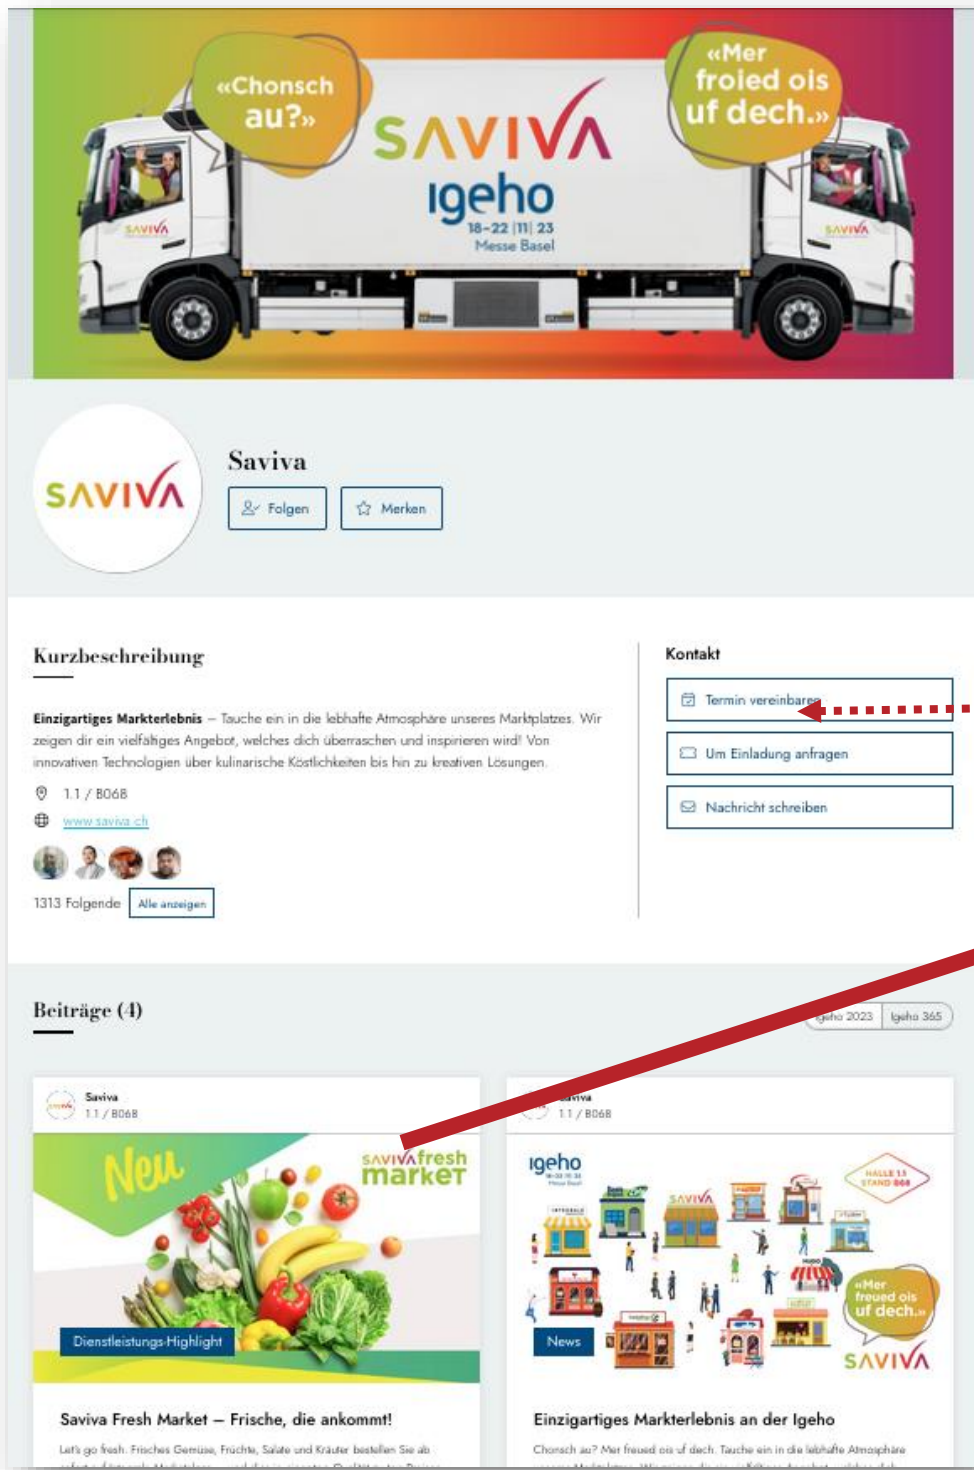 «Chonsch
au?»
«Mer
froied ois
uf dech.»
SAVIVA
Igeho
18–22 |11| 23
Messe Basel
SAVIVA
SAVIVA
SAVIVA
Saviva
Folgen
Merken
Kurzbeschreibung
Einzigartiges Markterlebnis – Tauche ein in die lebhafte Atmosphäre unseres Marktplatzes. Wir
zeigen dir ein vielfältiges Angebot, welches dich überraschen und inspirieren wird! Von
innovativen Technologien über kulinarische Köstlichkeiten bis hin zu kreativen Lösungen.
1.1 / B068
www.saviva.ch
1313 Folgende
Alle anzeigen
Kontakt
Termin vereinbaren
Um Einladung anfragen
Nachricht schreiben
Beiträge (4)
Igeho 2023
Igeho 365
Saviva
1.1 / B068
Neu
SAVIVA fresh
market
Dienstleistungs-Highlight
Saviva Fresh Market – Frische, die ankommt!
Let's go fresh. Frisches Gemüse, Früchte, Salate und Kräuter bestellen Sie ab
Saviva
1.1 / B068
Igeho
HALLE 1.1
STAND B68
SAVIVA
«Mer
freued ois
uf dech.»
SAVIVA
News
Einzigartiges Markterlebnis an der Igeho
Chonsch au? Mer freued ois uf dech. Tauche ein in die lebhafte Atmosphäre